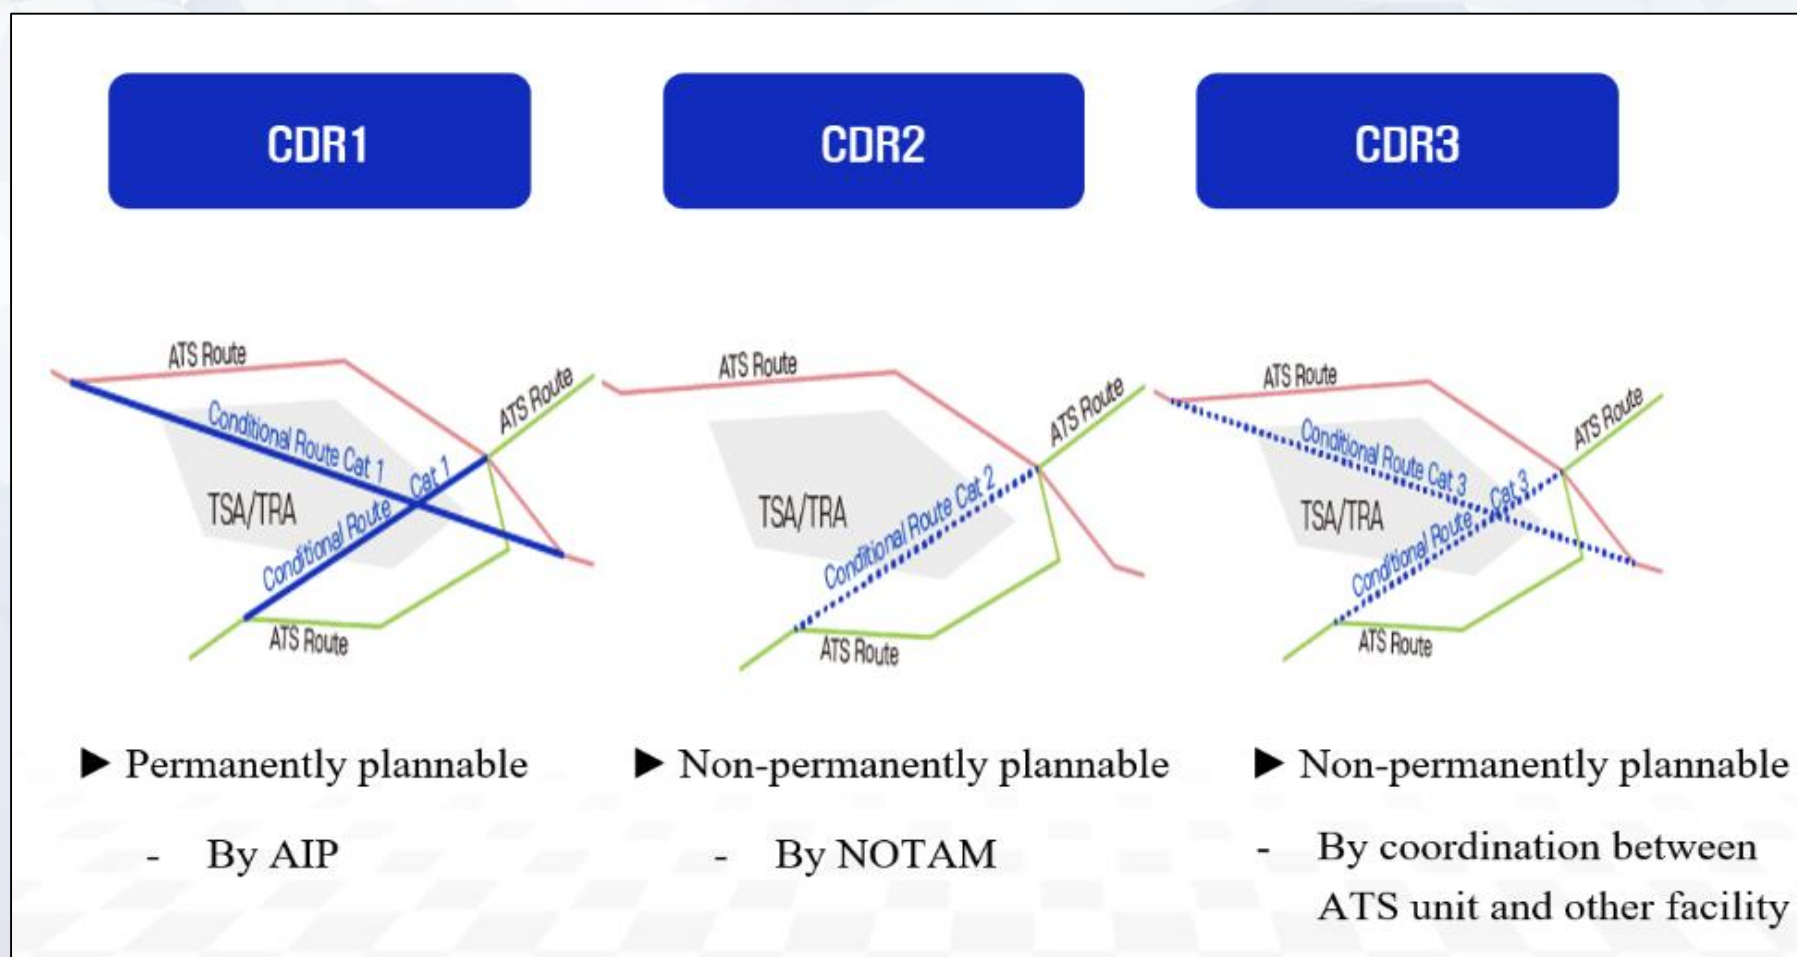 CDR1
CDR2
CDR3
ATS Route
ATS Route
Conditional Route Cat 1
Conditional Route Cat 1
TSA/TRA
ATS Route
ATS Route
ATS Route
Conditional Route Cat 2
TSA/TRA
ATS Route
ATS Route
ATS Route
Conditional Route Cat 3
Conditional Route Cat 3
TSA/TRA
ATS Route
► Permanently plannable
- By AIP
► Non-permanently plannable
- By NOTAM
► Non-permanently plannable
- By coordination between
ATS unit and other facility